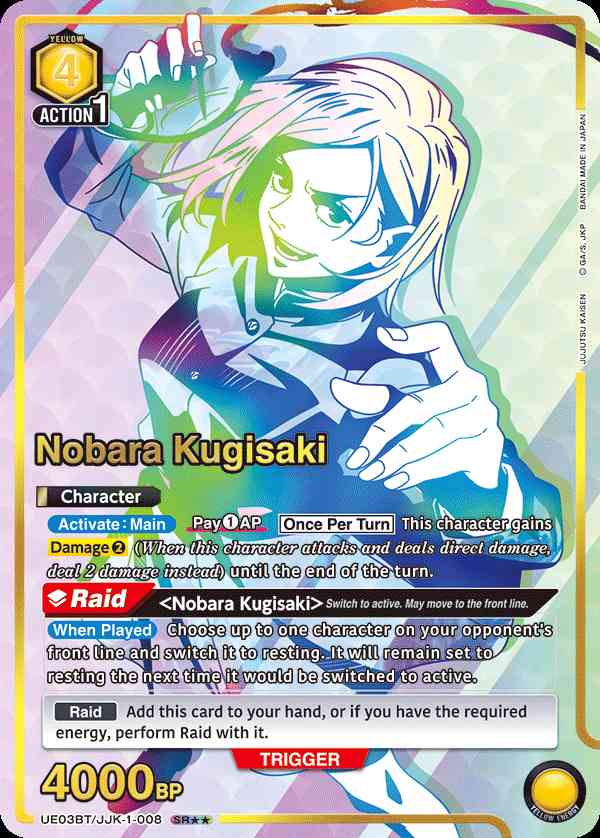 YELLOW
4
ACTION 1
BANDAI MADE IN JAPAN
© GA/S, JKP
JUJUTSU KAISEN
Nobara Kugisaki
Character
Activate: Main Pay 1 AP Once Per Turn This character gains
Damage 2 (When this character attacks and deals direct damage,
deal 2 damage instead) until the end of the turn.
Raid <Nobara Kugisaki> Switch to active. May move to the front line.
When Played Choose up to one character on your opponent's
front line and switch it to resting. It will remain set to
resting the next time it would be switched to active.
Raid Add this card to your hand, or if you have the required
energy, perform Raid with it.
TRIGGER
4000 BP
YELLOW ENERGY
UE03BT/JJK-1-008 SR★★